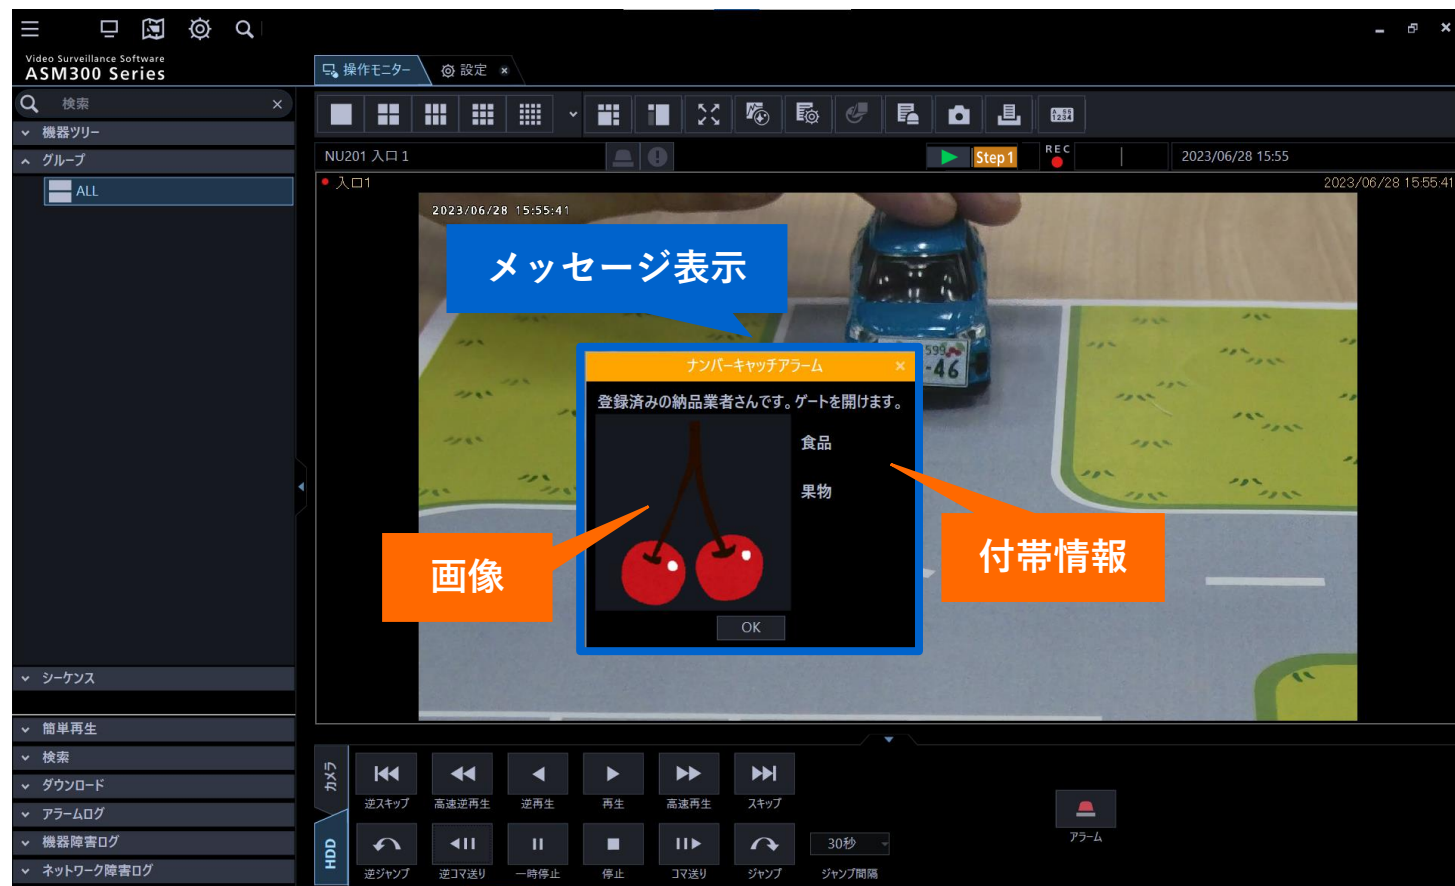 Video Surveillance Software
ASM300 Series
操作モニター
設定
検索
機器ツリー
グループ
ALL
NU201 入口 1
Step1
REC
2023/06/28 15:55
入口1
2023/06/28 15:55:41
2023/06/28 15:55:41
メッセージ表示
599
-46
ナンバーキャッチアラーム
登録済みの納品業者さんです。ゲートを開けます。
食品
果物
画像
付帯情報
OK
シーケンス
簡単再生
検索
ダウンロード
アラームログ
機器障害ログ
ネットワーク障害ログ
カメラ
HDD
逆スキップ
高速逆再生
逆再生
再生
高速再生
スキップ
逆ジャンプ
逆コマ送り
一時停止
停止
コマ送り
ジャンプ
30秒
ジャンプ間隔
アラーム